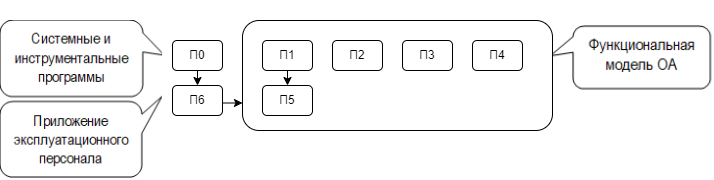 Системные и
инструментальные
программы
П0
П1
П2
П3
П4
Функциональная
модель ОА
П6
П5
Приложение
эксплуатационного
персонала